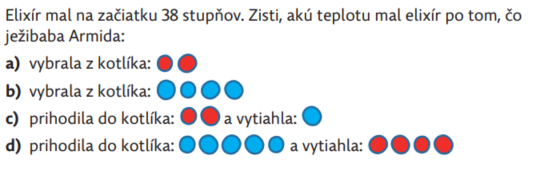 Elixír mal na začiatku 38 stupňov. Zisti, akú teplotu mal elixír po tom, čo
ježibaba Armida:
a) vybrala z kotlíka:
b) vybrala z kotlíka:
c) prihodila do kotlíka: a vytiahla:
d) prihodila do kotlíka: a vytiahla: